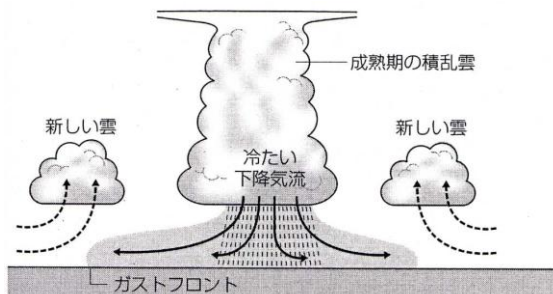 成熟期の積乱雲
新しい雲
新しい雲
冷たい
下降気流
ガストフロント